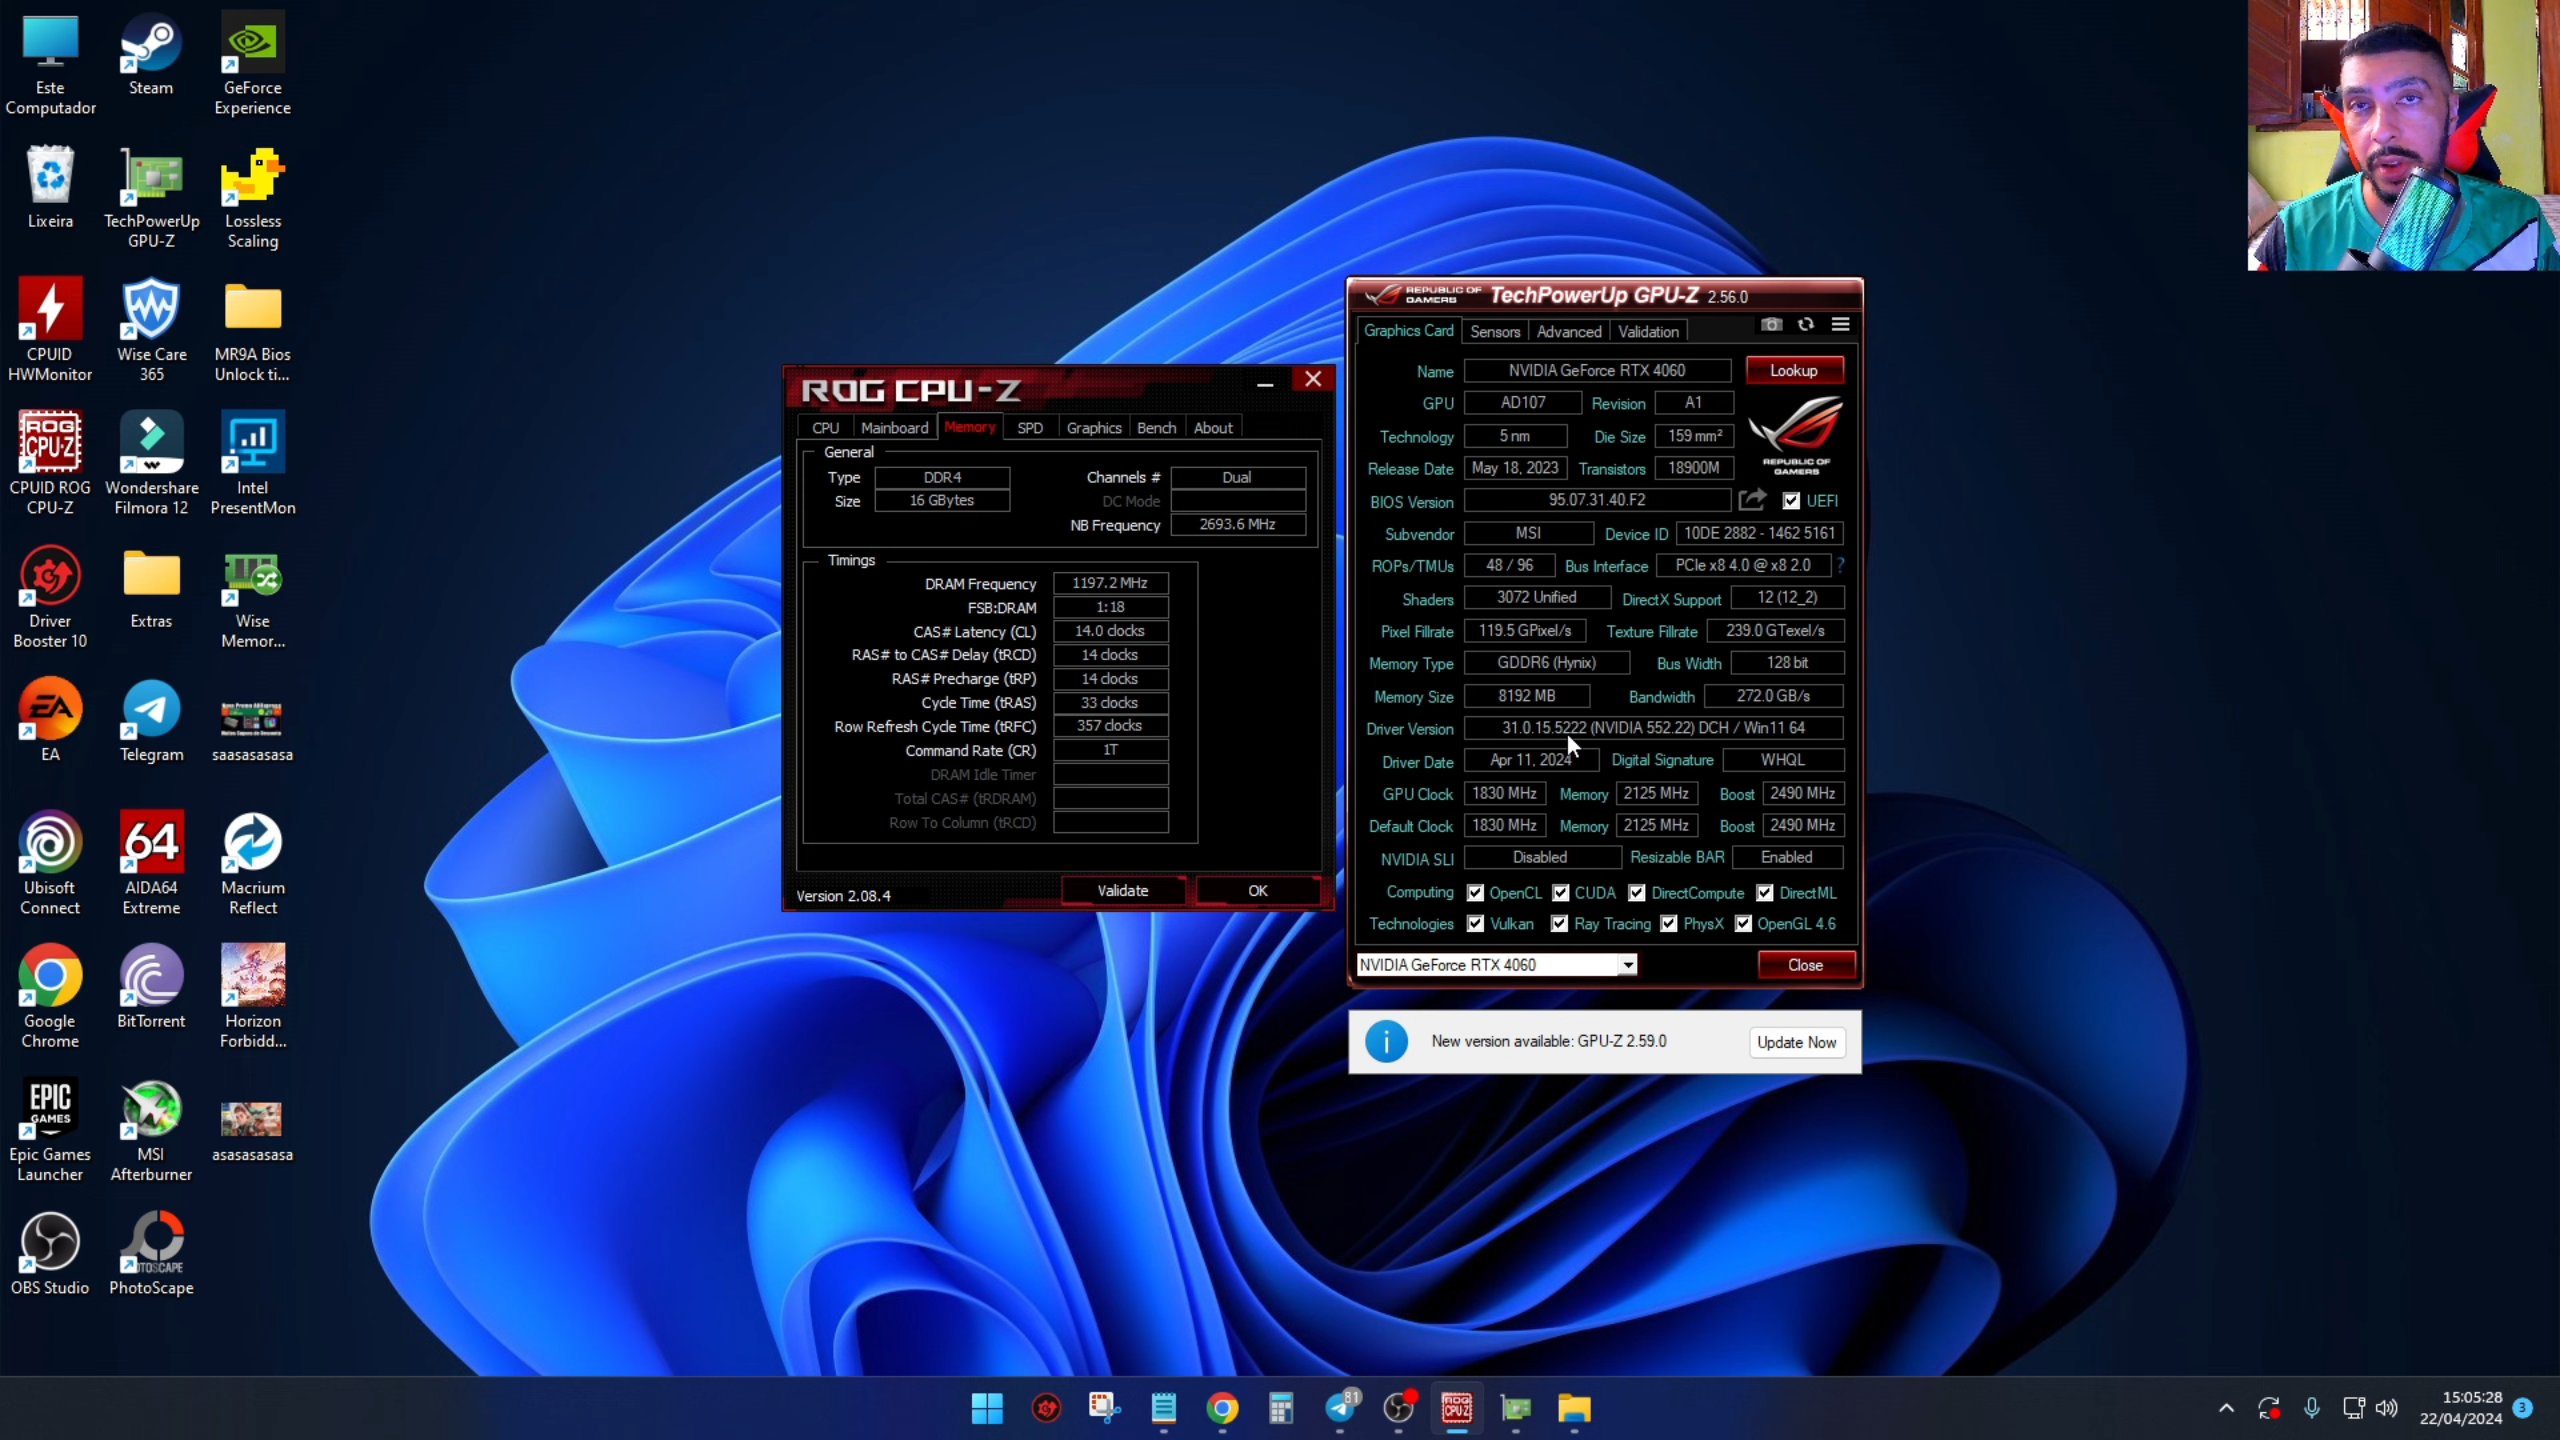 Este
Computador
Steam
GeForce
Experience
Lixeira
TechPowerUp
GPU-Z
Lossless
Scaling
CPUID
HWMonitor
Wise Care
365
MR9A Bios
Unlock ti...
ROG
CPU-Z
CPUID ROG
CPU-Z
Wondershare
Filmora 12
Intel
PresentMon
Driver
Booster 10
Extras
Wise
Memor...
EA
EA
Telegram
saasasasasa
Ubisoft
Connect
64
AIDA64
Extreme
Macrium
Reflect
Google
Chrome
BitTorrent
Horizon
Forbidd...
EPIC
GAMES
Epic Games
Launcher
MSI
Afterburner
asasasasasa
OBS Studio
PhotoScape
ROG CPU-Z
CPU Mainboard Memory SPD Graphics Bench About
General
Type DDR4 Channels # Dual
Size 16 GBytes DC Mode
NB Frequency 2693.6 MHz
Timings
DRAM Frequency 1197.2 MHz
FSB:DRAM 1:18
CAS# Latency (CL) 14.0 clocks
RAS# to CAS# Delay (tRCD) 14 clocks
RAS# Precharge (tRP) 14 clocks
Cycle Time (tRAS) 33 clocks
Row Refresh Cycle Time (tRFC) 357 clocks
Command Rate (CR) 1T
DRAM Idle Timer
Total CAS# (tRDRAM)
Row To Column (tRCD)
Version 2.08.4 Validate OK
REPUBLIC OF
GAMERS
TechPowerUp GPU-Z 2.56.0
Graphics Card Sensors Advanced Validation
Name NVIDIA GeForce RTX 4060 Lookup
GPU AD107 Revision A1
Technology 5 nm Die Size 159 mm²
REPUBLIC OF
GAMERS
Release Date May 18, 2023 Transistors 18900M
BIOS Version 95.07.31.40.F2 UEFI
Subvendor MSI Device ID 10DE 2882 - 1462 5161
ROPs/TMUs 48 / 96 Bus Interface PCIe x8 4.0 @ x8 2.0 ?
Shaders 3072 Unified DirectX Support 12 (12_2)
Pixel Fillrate 119.5 GPixel/s Texture Fillrate 239.0 GTexel/s
Memory Type GDDR6 (Hynix) Bus Width 128 bit
Memory Size 8192 MB Bandwidth 272.0 GB/s
Driver Version 31.0.15.5222 (NVIDIA 552.22) DCH / Win11 64
Driver Date Apr 11, 2024 Digital Signature WHQL
GPU Clock 1830 MHz Memory 2125 MHz Boost 2490 MHz
Default Clock 1830 MHz Memory 2125 MHz Boost 2490 MHz
NVIDIA SLI Disabled Resizable BAR Enabled
Computing OpenCL CUDA DirectCompute DirectML
Technologies Vulkan Ray Tracing PhysX OpenGL 4.6
NVIDIA GeForce RTX 4060 Close
New version available: GPU-Z 2.59.0 Update Now
81
ROG
CPU-Z
15:05:28
22/04/2024
3